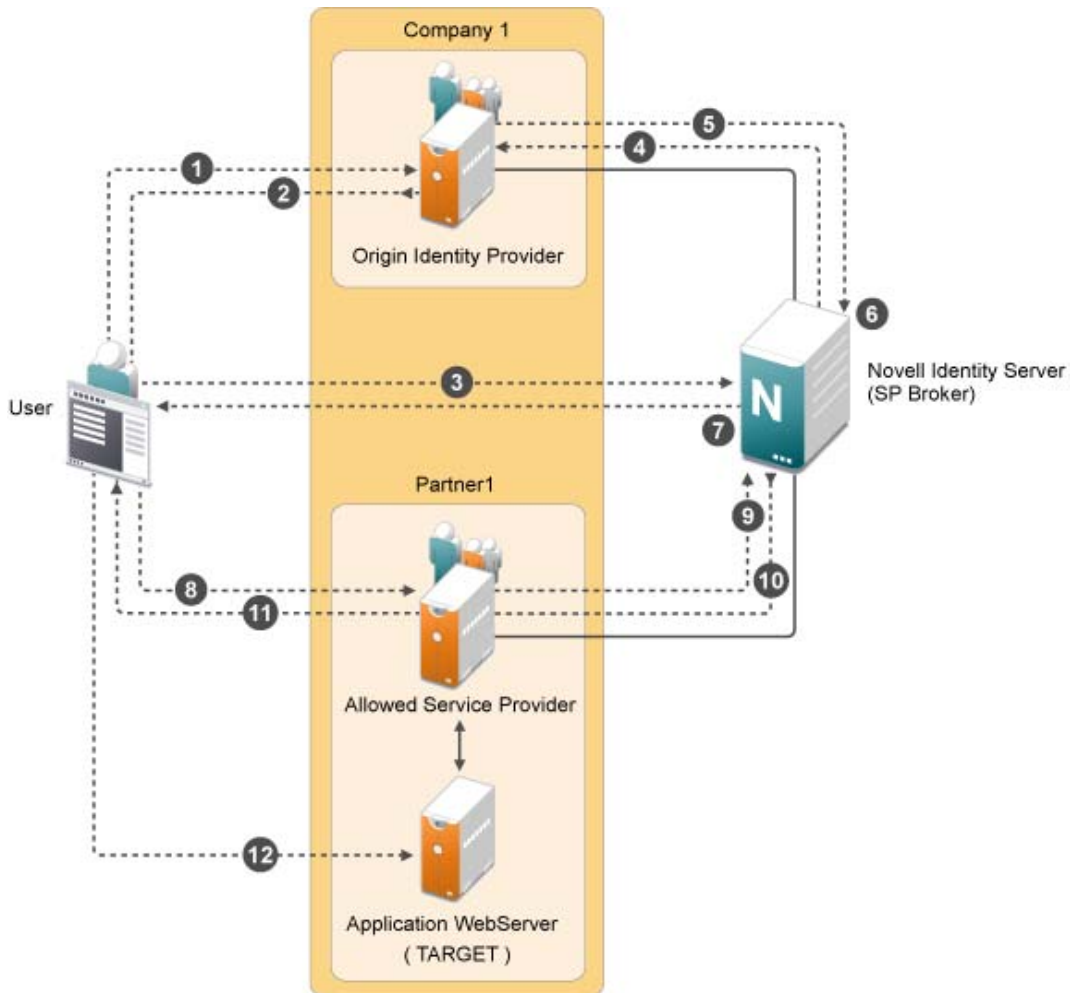 Company 1
5
4
1
2
Origin Identity Provider
6
Novell Identity Server
(SP Broker)
3
User
N
7
Partner1
9
8
10
11
Allowed Service Provider
12
Application WebServer
( TARGET )